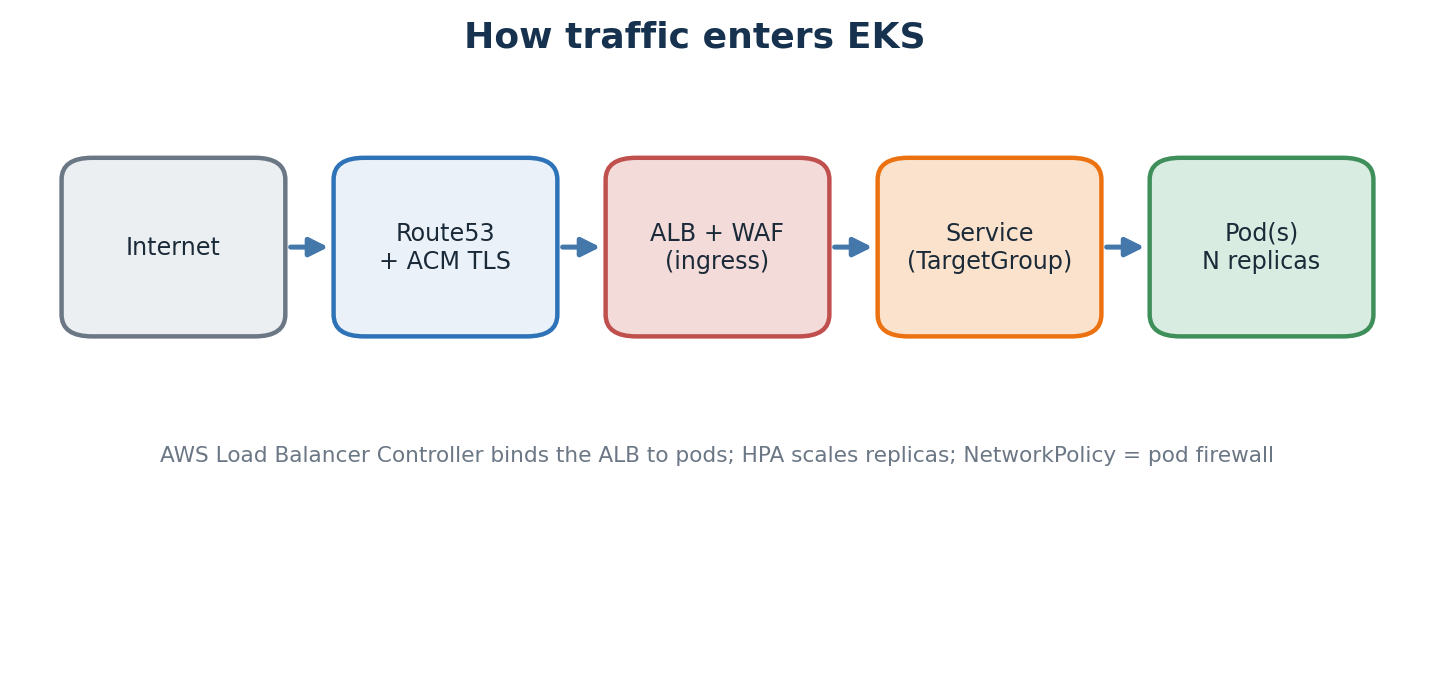 How traffic enters EKS
Internet
Route53
+ ACM TLS
ALB + WAF
(ingress)
Service
(TargetGroup)
Pod(s)
N replicas
AWS Load Balancer Controller binds the ALB to pods; HPA scales replicas; NetworkPolicy = pod firewall